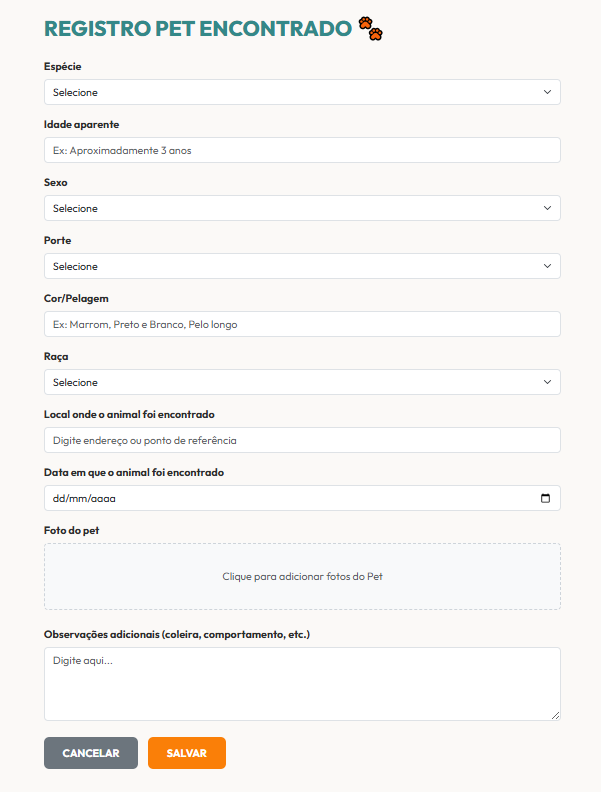 REGISTRO PET ENCONTRADO
Espécie
Selecione
Idade aparente
Ex: Aproximadamente 3 anos
Sexo
Selecione
Porte
Selecione
Cor/Pelagem
Ex: Marrom, Preto e Branco, Pelo longo
Raça
Selecione
Local onde o animal foi encontrado
Digite endereço ou ponto de referência
Data em que o animal foi encontrado
dd/mm/aaaa
Foto do pet
Clique para adicionar fotos do Pet
Observações adicionais (coleira, comportamento, etc.)
Digite aqui...
CANCELAR SALVAR